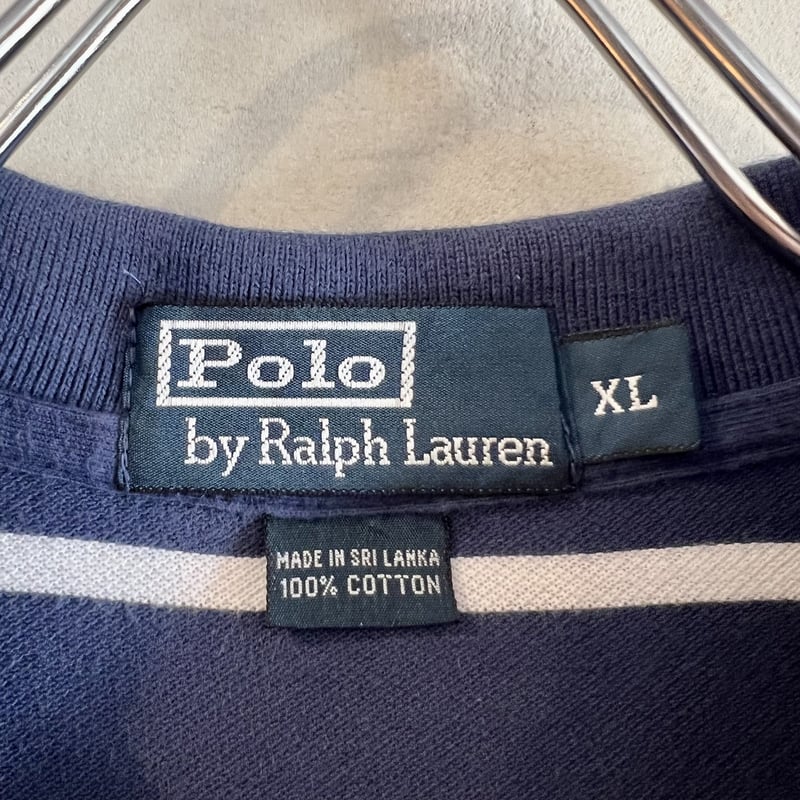 Polo
by Ralph Lauren
XL
MADE IN SRI LANKA
100% COTTON